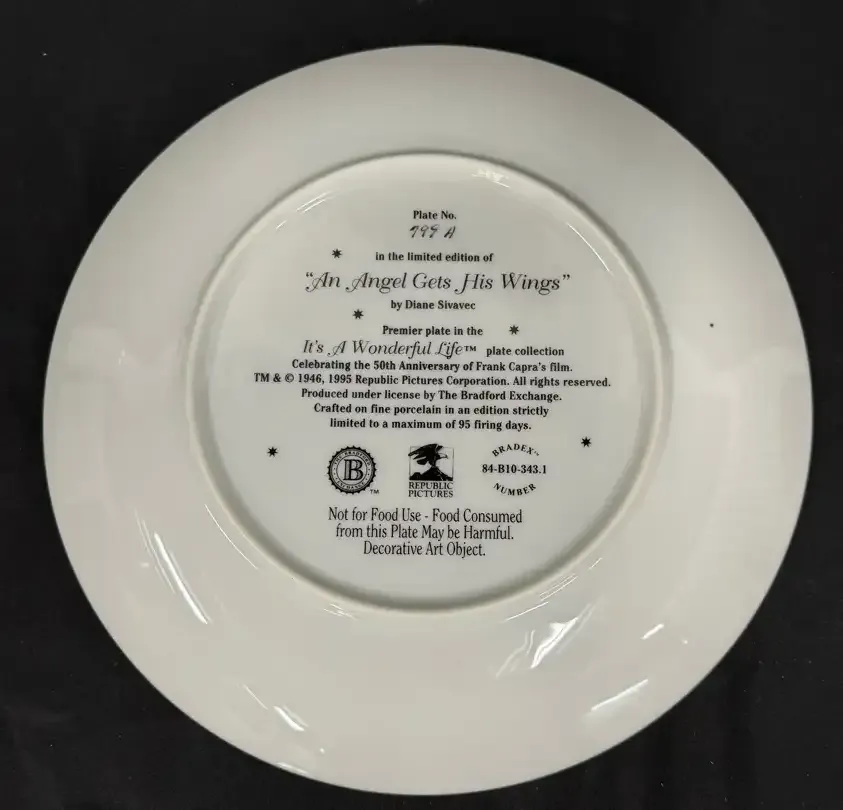 Plate No.
799 A
in the limited edition of
"An Angel Gets His Wings"
by Diane Sivavec
Premier plate in the
It's A Wonderful Life™ plate collection
Celebrating the 50th Anniversary of Frank Capra's film.
TM & © 1946, 1995 Republic Pictures Corporation. All rights reserved.
Produced under license by The Bradford Exchange.
Crafted on fine porcelain in an edition strictly
limited to a maximum of 95 firing days.
THE BRADFORD EXCHANGE
B
TM
REPUBLIC
PICTURES
BRADEX™
84-B10-343.1
NUMBER
Not for Food Use - Food Consumed
from this Plate May be Harmful.
Decorative Art Object.